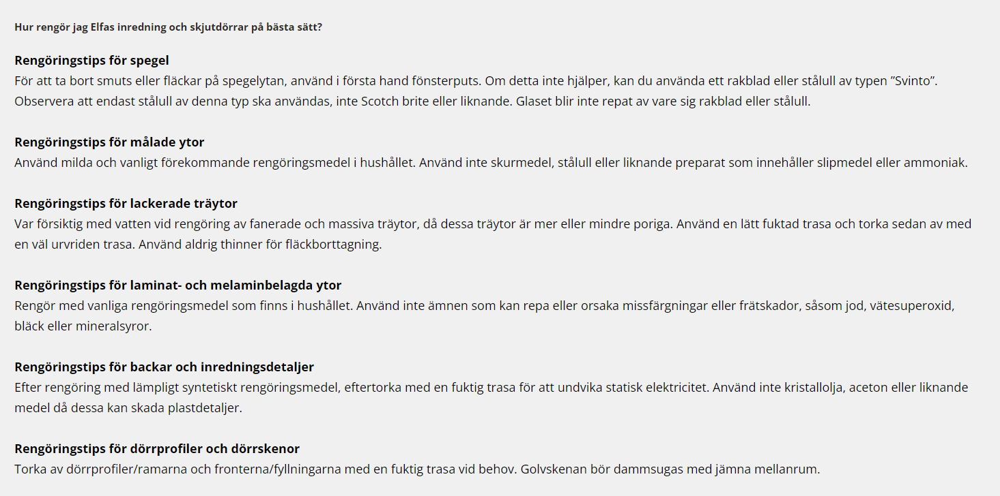 Hur rengör jag Elfas inredning och skjutdörrar på bästa sätt?
Rengöringstips för spegel
För att ta bort smuts eller fläckar på spegelytan, använd i första hand fönsterputs. Om detta inte hjälper, kan du använda ett rakblad eller stålull av typen ”Svinto”.
Observera att endast stålull av denna typ ska användas, inte Scotch brite eller liknande. Glaset blir inte repat av vare sig rakblad eller stålull.
Rengöringstips för målade ytor
Använd milda och vanligt förekommande rengöringsmedel i hushållet. Använd inte skurmedel, stålull eller liknande preparat som innehåller slipmedel eller ammoniak.
Rengöringstips för lackerade träytor
Var försiktig med vatten vid rengöring av fanerade och massiva träytor, då dessa träytor är mer eller mindre poriga. Använd en lätt fuktad trasa och torka sedan av med
en väl urvriden trasa. Använd aldrig thinner för fläckborttagning.
Rengöringstips för laminat- och melaminbelagda ytor
Rengör med vanliga rengöringsmedel som finns i hushållet. Använd inte ämnen som kan repa eller orsaka missfärgningar eller frätskador, såsom jod, vätesuperoxid,
bläck eller mineralsyror.
Rengöringstips för backar och inredningsdetaljer
Efter rengöring med lämpligt syntetiskt rengöringsmedel, eftertorka med en fuktig trasa för att undvika statisk elektricitet. Använd inte kristallolja, aceton eller liknande
medel då dessa kan skada plastdetaljer.
Rengöringstips för dörrprofiler och dörrskenor
Torka av dörrprofiler/ramarna och fronterna/fyllningarna med en fuktig trasa vid behov. Golvskenan bör dammsugas med jämna mellanrum.